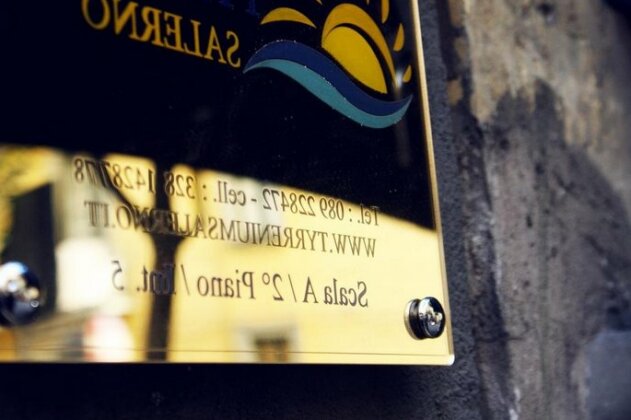 SALERNO
Tel.: 089 228472 - cell.: 328 1428778
WWW.TYRRENIUMSALERNO.IT
Scala A / 2° Piano / Int. 5